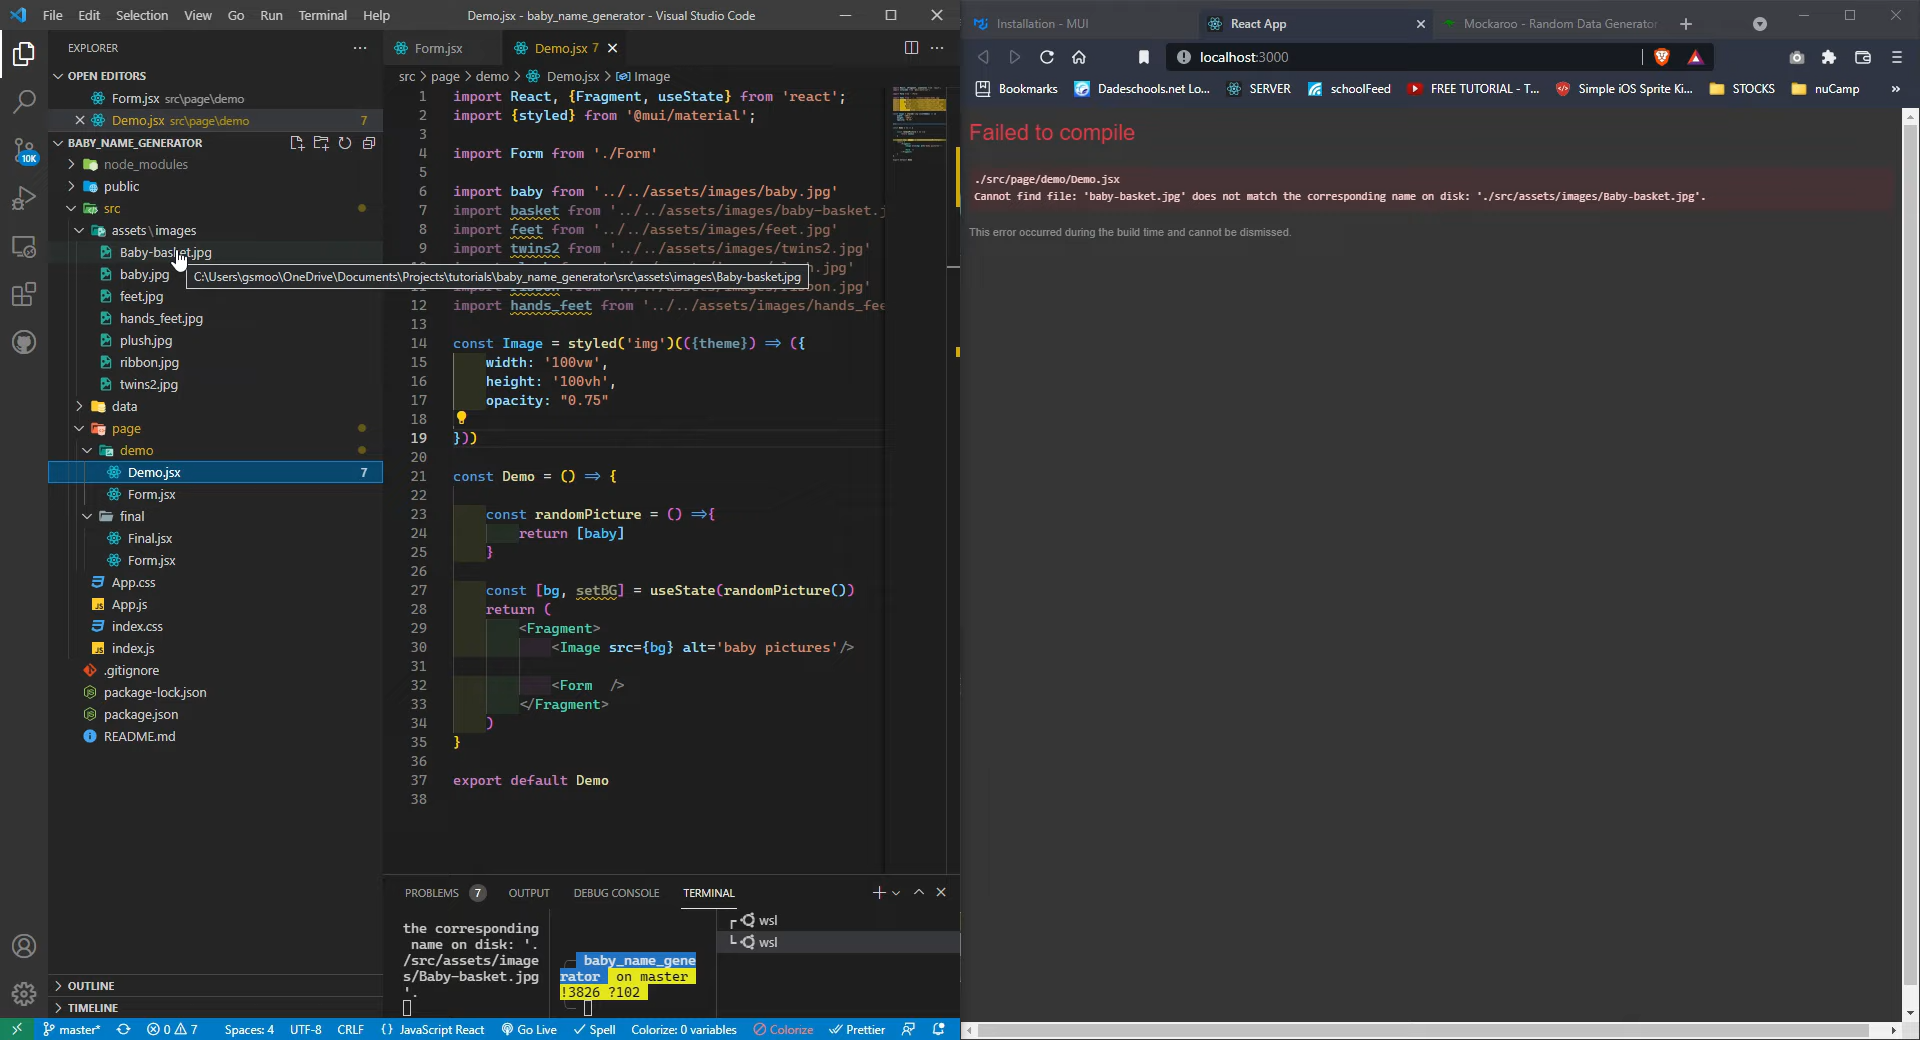 File Edit Selection View Go Run Terminal Help
Demo.jsx - baby_name_generator - Visual Studio Code
EXPLORER
OPEN EDITORS
Form.jsx src\page\demo
Demo.jsx src\page\demo 7
BABY_NAME_GENERATOR
node_modules
public
src
assets \ images
Baby-basket.jpg
baby.jpg
feet.jpg
hands_feet.jpg
plush.jpg
ribbon.jpg
twins2.jpg
data
page
demo
Demo.jsx 7
Form.jsx
final
Final.jsx
Form.jsx
App.css
App.js
index.css
index.js
.gitignore
package-lock.json
package.json
README.md
OUTLINE
TIMELINE
10K
C:\Users\gsmoo\OneDrive\Documents\Projects\tutorials\baby_name_generator\src\assets\images\Baby-basket.jpg
Form.jsx
Demo.jsx 7
src > page > demo > Demo.jsx > Image
1 import React, {Fragment, useState} from 'react';
2 import {styled} from '@mui/material';
3
4 import Form from './Form'
5
6 import baby from '../../assets/images/baby.jpg'
7 import basket from '../../assets/images/baby-basket.j
8 import feet from '../../assets/images/feet.jpg'
9 import twins2 from '../../assets/images/twins2.jpg'
12 import hands_feet from '../../assets/images/hands_fee
13
14 const Image = styled('img')(({theme}) => ({
15 width: '100vw',
16 height: '100vh',
17 opacity: "0.75"
18
19 }))
20
21 const Demo = () => {
22
23 const randomPicture = () =>{
24 return [baby]
25 }
26
27 const [bg, setBG] = useState(randomPicture())
28 return (
29 <Fragment>
30 <Image src={bg} alt='baby pictures'/>
31
32 <Form />
33 </Fragment>
34 )
35 }
36
37 export default Demo
38
PROBLEMS 7 OUTPUT DEBUG CONSOLE TERMINAL
the corresponding
name on disk: '.
/src/assets/image
s/Baby-basket.jpg
'.
baby_name_gene
rator on master
!3826 ?102
wsl
wsl
master* 0 7 Spaces: 4 UTF-8 CRLF {} JavaScript React Go Live Spell Colorize: 0 variables Colorize Prettier
Installation - MUI
React App
Mockaroo - Random Data Generator
localhost:3000
Bookmarks Dadeschools.net Lo... SERVER schoolFeed FREE TUTORIAL - T... Simple iOS Sprite Ki... STOCKS nuCamp »
Failed to compile
./src/page/demo/Demo.jsx
Cannot find file: 'baby-basket.jpg' does not match the corresponding name on disk: './src/assets/images/Baby-basket.jpg'.
This error occurred during the build time and cannot be dismissed.